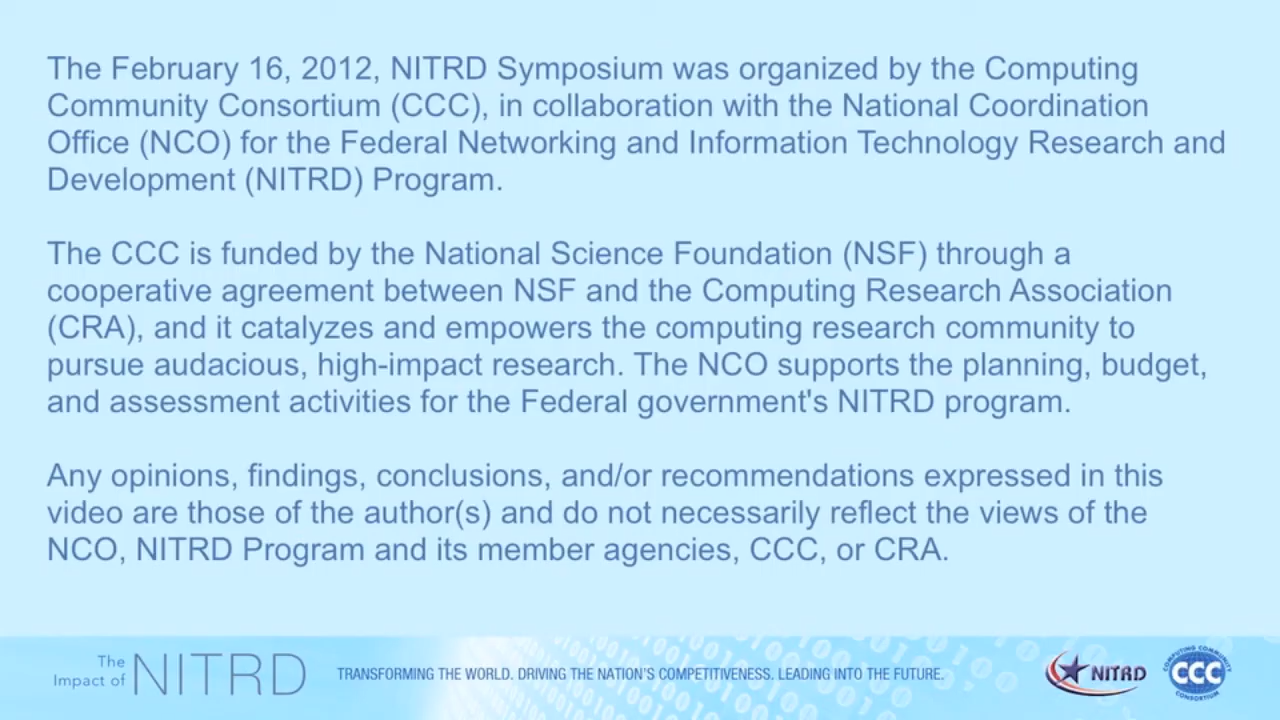 The February 16, 2012, NITRD Symposium was organized by the Computing
Community Consortium (CCC), in collaboration with the National Coordination
Office (NCO) for the Federal Networking and Information Technology Research and
Development (NITRD) Program.
The CCC is funded by the National Science Foundation (NSF) through a
cooperative agreement between NSF and the Computing Research Association
(CRA), and it catalyzes and empowers the computing research community to
pursue audacious, high-impact research. The NCO supports the planning, budget,
and assessment activities for the Federal government's NITRD program.
Any opinions, findings, conclusions, and/or recommendations expressed in this
video are those of the author(s) and do not necessarily reflect the views of the
NCO, NITRD Program and its member agencies, CCC, or CRA.
The
Impact of
NITRD
TRANSFORMING THE WORLD. DRIVING THE NATION'S COMPETITIVENESS. LEADING INTO THE FUTURE.
NITRD
COMPUTING COMMUNITY
CCC
CONSORTIUM